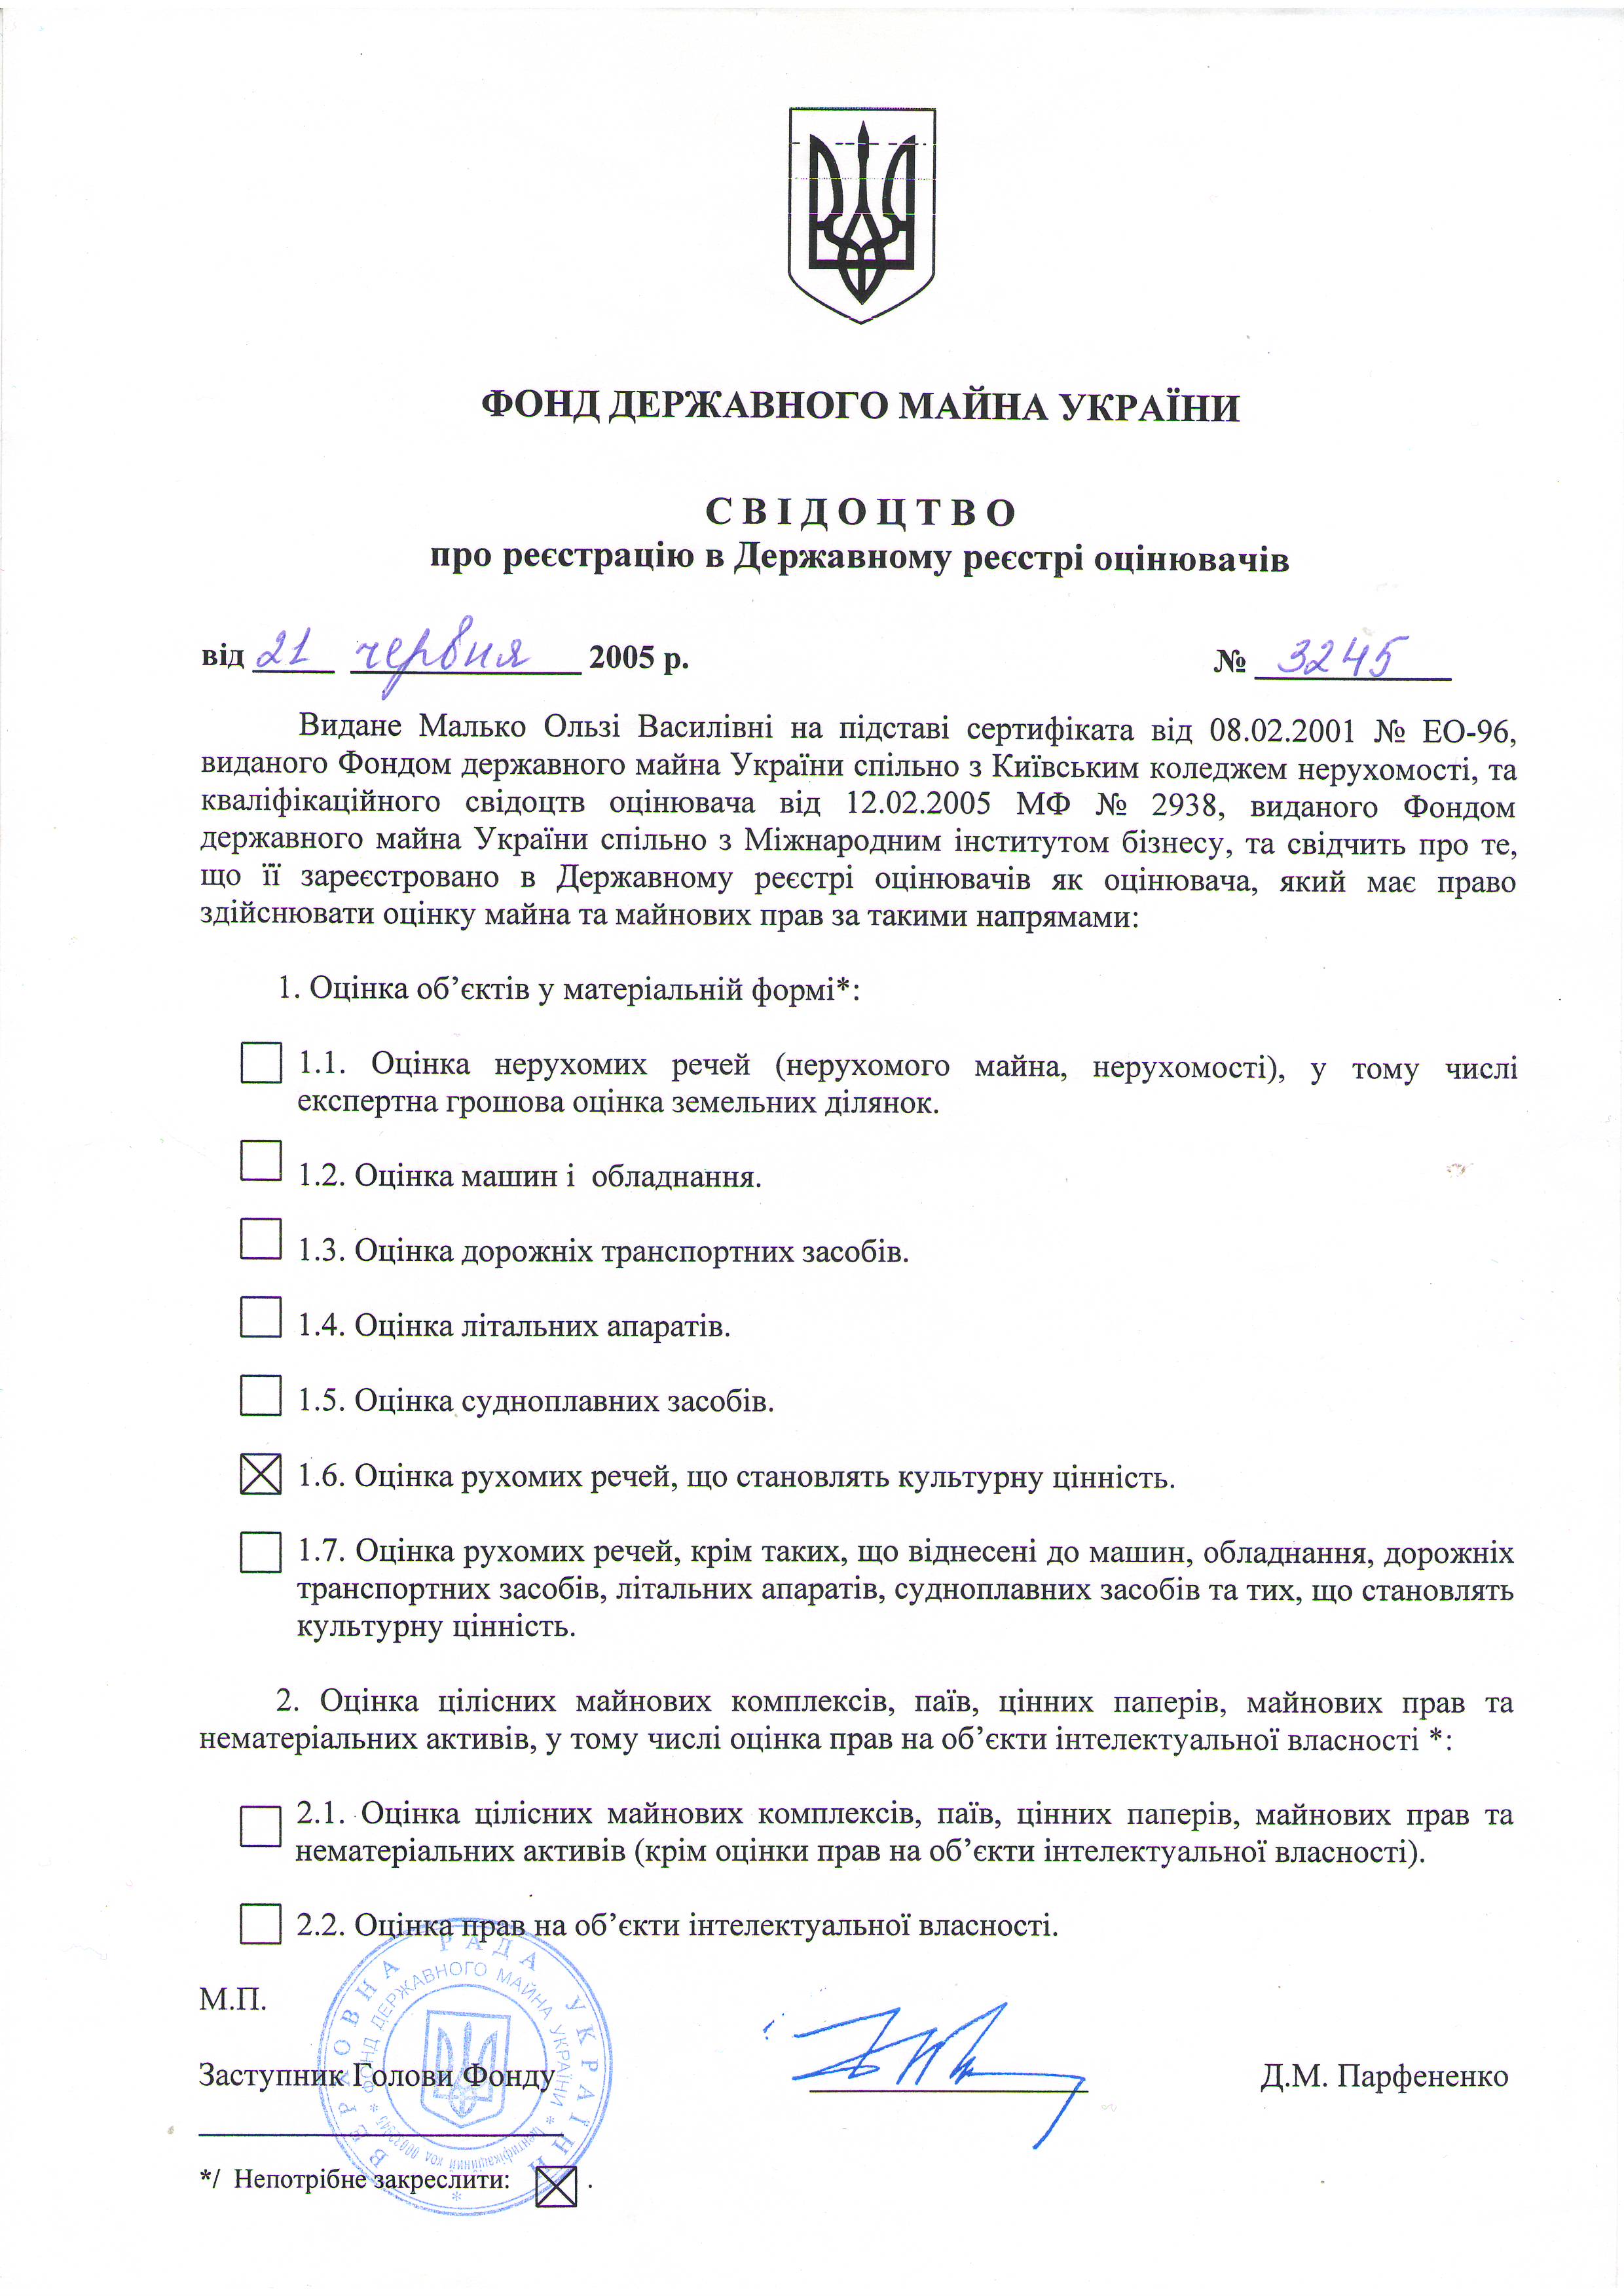 ФОНД ДЕРЖАВНОГО МАЙНА УКРАЇНИ
С В І Д О Ц Т В О
про реєстрацію в Державному реєстрі оцінювачів
від 21 червня 2005 р. № 3245
Видане Малько Ользі Василівні на підставі сертифіката від 08.02.2001 № ЕО-96,
виданого Фондом державного майна України спільно з Київським коледжем нерухомості, та
кваліфікаційного свідоцтв оцінювача від 12.02.2005 МФ № 2938, виданого Фондом
державного майна України спільно з Міжнародним інститутом бізнесу, та свідчить про те,
що її зареєстровано в Державному реєстрі оцінювачів як оцінювача, який має право
здійснювати оцінку майна та майнових прав за такими напрямами:
1. Оцінка об’єктів у матеріальній формі*:
1.1. Оцінка нерухомих речей (нерухомого майна, нерухомості), у тому числі
експертна грошова оцінка земельних ділянок.
1.2. Оцінка машин і обладнання.
1.3. Оцінка дорожніх транспортних засобів.
1.4. Оцінка літальних апаратів.
1.5. Оцінка судноплавних засобів.
1.6. Оцінка рухомих речей, що становлять культурну цінність.
1.7. Оцінка рухомих речей, крім таких, що віднесені до машин, обладнання, дорожніх
транспортних засобів, літальних апаратів, судноплавних засобів та тих, що становлять
культурну цінність.
2. Оцінка цілісних майнових комплексів, паїв, цінних паперів, майнових прав та
нематеріальних активів, у тому числі оцінка прав на об’єкти інтелектуальної власності *:
2.1. Оцінка цілісних майнових комплексів, паїв, цінних паперів, майнових прав та
нематеріальних активів (крім оцінки прав на об’єкти інтелектуальної власності).
2.2. Оцінка прав на об’єкти інтелектуальної власності.
М.П.
Заступник Голови Фонду Д.М. Парфененко
*/ Непотрібне закреслити: .
ВЕРХОВНА РАДА УКРАЇНИ *
* ФОНД ДЕРЖАВНОГО МАЙНА УКРАЇНИ *
ідентифікаційний код